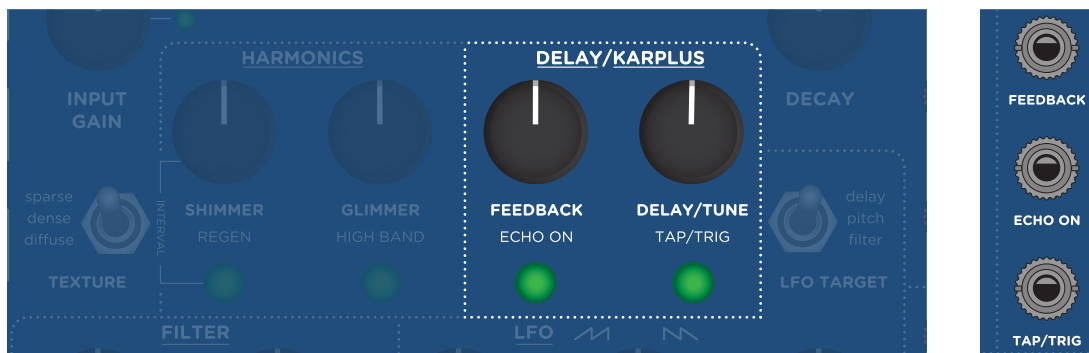 HARMONICS
DELAY/KARPLUS
INPUT
GAIN
DECAY
FEEDBACK
sparse
dense
diffuse
INTERVAL
SHIMMER
GLIMMER
FEEDBACK
DELAY/TUNE
delay
pitch
filter
REGEN
HIGH BAND
ECHO ON
TAP/TRIG
ECHO ON
TEXTURE
LFO TARGET
FILTER
LFO
TAP/TRIG